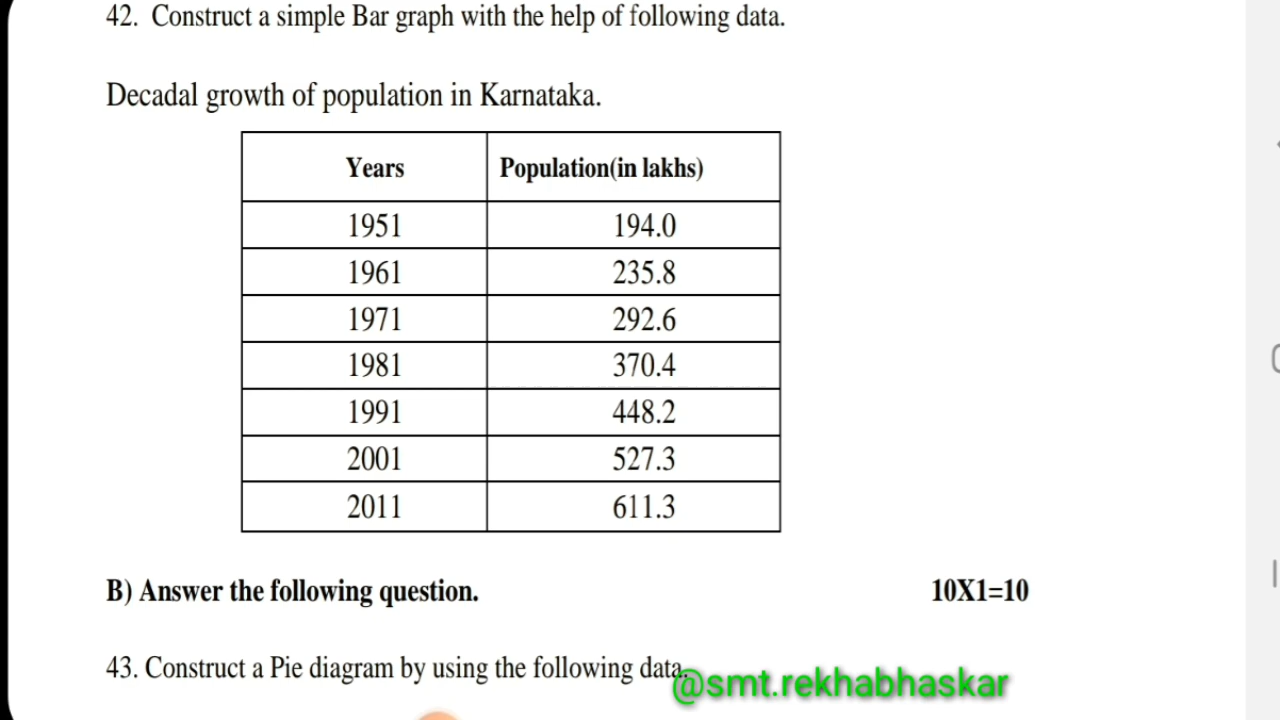 42. Construct a simple Bar graph with the help of following data.
Decadal growth of population in Karnataka.
Years Population(in lakhs)
1951 194.0
1961 235.8
1971 292.6
1981 370.4
1991 448.2
2001 527.3
2011 611.3
B) Answer the following question. 10X1=10
43. Construct a Pie diagram by using the following data.
@smt.rekhabhaskar